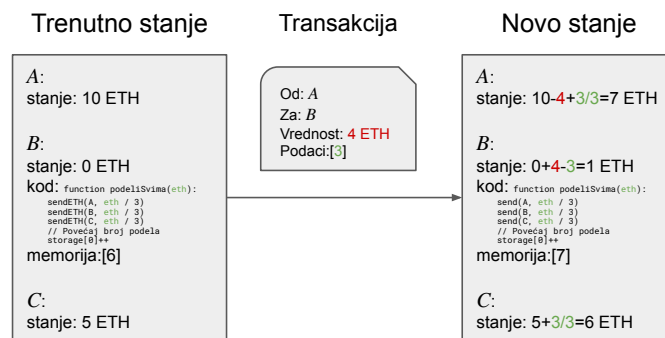 Trenutno stanje
A:
stanje: 10 ETH
B:
stanje: 0 ETH
kod: function podeliSvima(eth):
sendETH(A, eth / 3)
sendETH(B, eth / 3)
sendETH(C, eth / 3)
// Povećaj broj podela
storage[0]++
memorija:[6]
C:
stanje: 5 ETH
Transakcija
Od: A
Za: B
Vrednost: 4 ETH
Podaci:[3]
Novo stanje
A:
stanje: 10-4+3/3=7 ETH
B:
stanje: 0+4-3=1 ETH
kod: function podeliSvima(eth):
send(A, eth / 3)
send(B, eth / 3)
send(C, eth / 3)
// Povećaj broj podela
storage[0]++
memorija:[7]
C:
stanje: 5+3/3=6 ETH